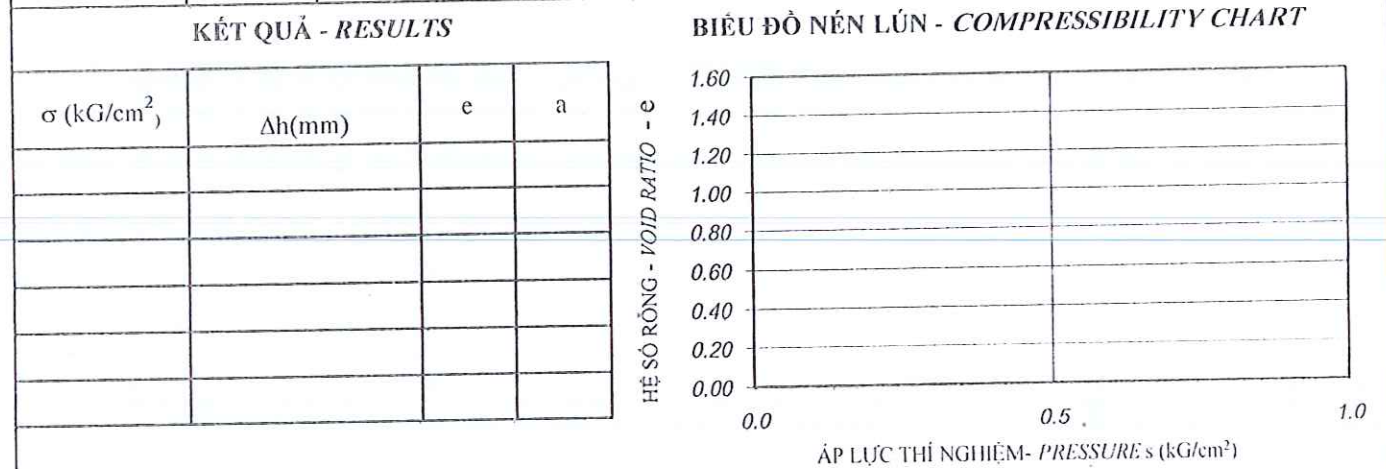 KẾT QUẢ - RESULTS
σ (kG/cm²) Δh(mm) e a
BIỂU ĐỒ NÉN LÚN - COMPRESSIBILITY CHART
HỆ SỐ RỖNG - VOID RATIO - e
1.60
1.40
1.20
1.00
0.80
0.60
0.40
0.20
0.00
0.0 0.5 1.0
ÁP LỰC THÍ NGHIỆM- PRESSURE s (kG/cm²)